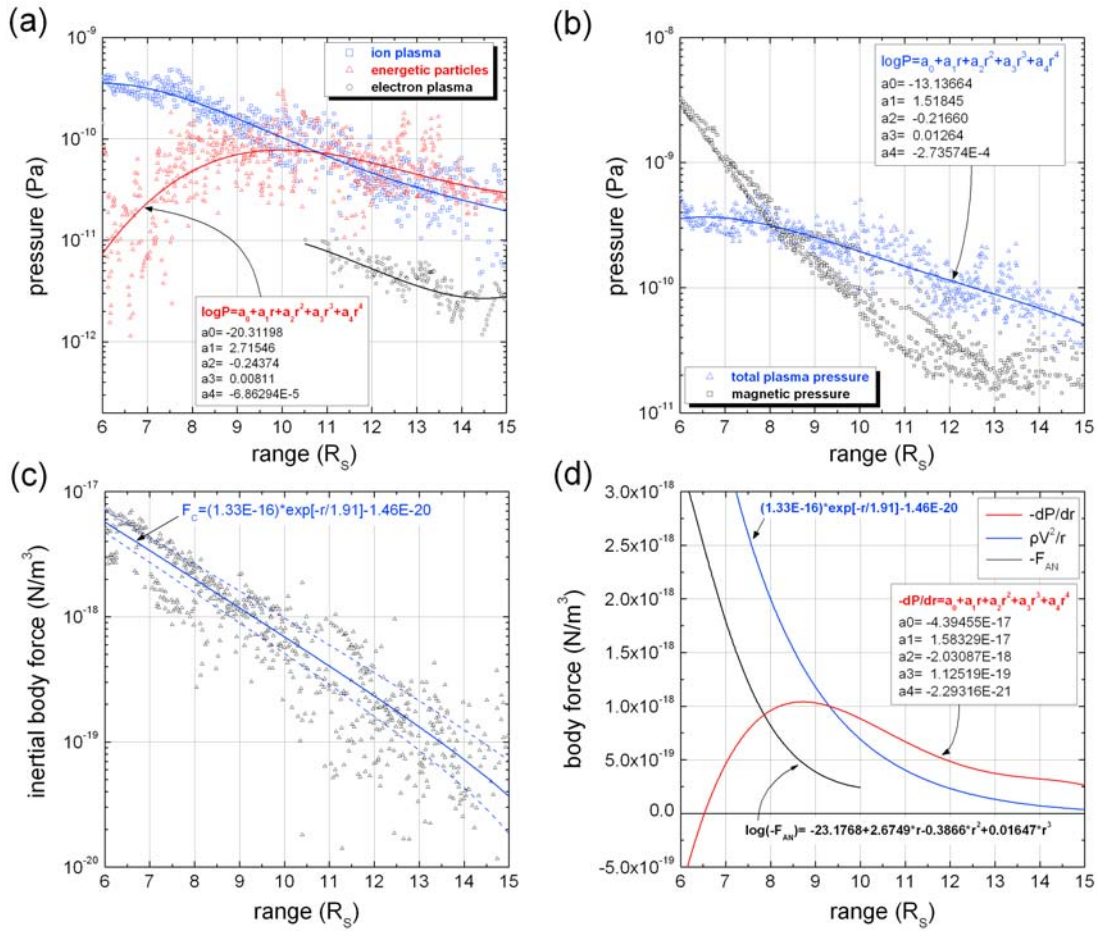 (a)
10⁻⁹
10⁻¹⁰
10⁻¹¹
10⁻¹²
pressure (Pa)
ion plasma
energetic particles
electron plasma
logP=a₀+a₁r+a₂r²+a₃r³+a₄r⁴
a0= -20.31198
a1= 2.71546
a2= -0.24374
a3= 0.00811
a4= -6.86294E-5
6 7 8 9 10 11 12 13 14 15
range (R_S)
(b)
10⁻⁸
10⁻⁹
10⁻¹⁰
10⁻¹¹
pressure (Pa)
logP=a₀+a₁r+a₂r²+a₃r³+a₄r⁴
a0= -13.13664
a1= 1.51845
a2= -0.21660
a3= 0.01264
a4= -2.73574E-4
total plasma pressure
magnetic pressure
6 7 8 9 10 11 12 13 14 15
range (R_S)
(c)
10⁻¹⁷
10⁻¹⁸
10⁻¹⁹
10⁻²⁰
inertial body force (N/m³)
F_C=(1.33E-16)*exp[-r/1.91]-1.46E-20
6 7 8 9 10 11 12 13 14 15
range (R_S)
(d)
3.0x10⁻¹⁸
2.5x10⁻¹⁸
2.0x10⁻¹⁸
1.5x10⁻¹⁸
1.0x10⁻¹⁸
5.0x10⁻¹⁹
0.0
-5.0x10⁻¹⁹
body force (N/m³)
(1.33E-16)*exp[-r/1.91]-1.46E-20
-dP/dr
ρV²/r
-F_AN
-dP/dr=a₀+a₁r+a₂r²+a₃r³+a₄r⁴
a0= -4.39455E-17
a1= 1.58329E-17
a2= -2.03087E-18
a3= 1.12519E-19
a4= -2.29316E-21
log(-F_AN)= -23.1768+2.6749*r-0.3866*r²+0.01647*r³
6 7 8 9 10 11 12 13 14 15
range (R_S)